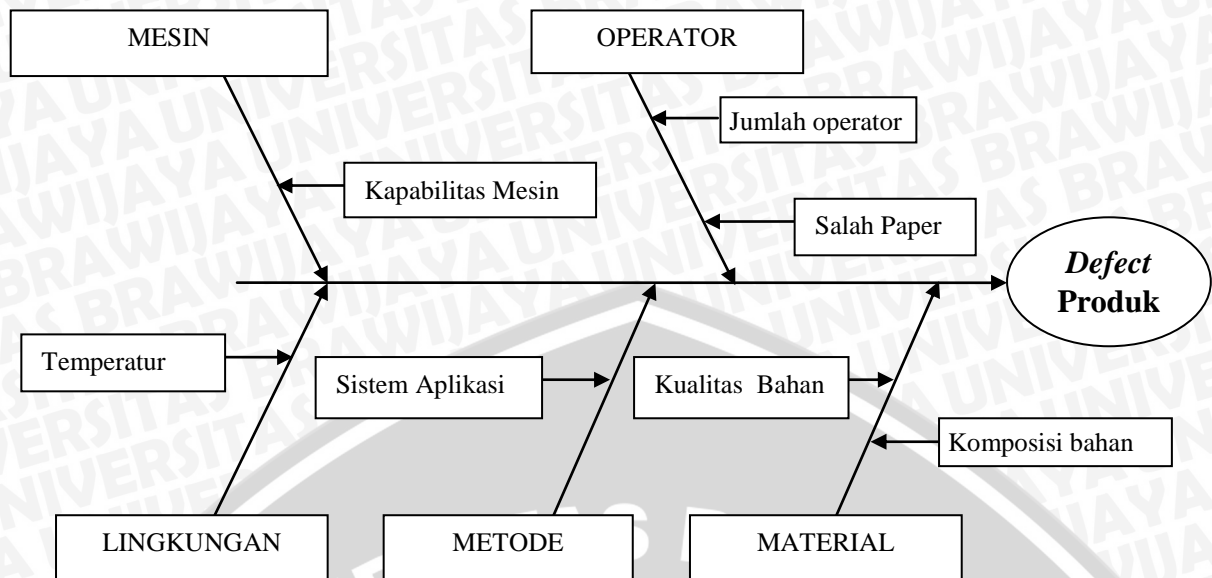 MESIN
OPERATOR
Jumlah operator
Kapabilitas Mesin
Salah Paper
Defect
Produk
Temperatur
Sistem Aplikasi
Kualitas Bahan
Komposisi bahan
LINGKUNGAN
METODE
MATERIAL